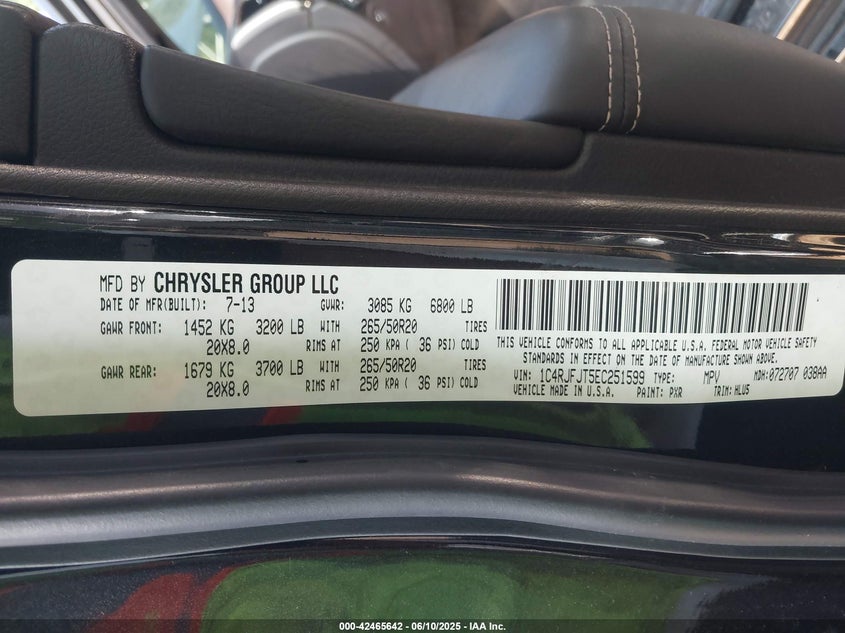 MFD BY CHRYSLER GROUP LLC
DATE OF MFR(BUILT): 7-13 GVWR: 3085 KG 6800 LB
GAWR FRONT: 1452 KG 3200 LB WITH 265/50R20 TIRES
20X8.0 RIMS AT 250 KPA ( 36 PSI) COLD
GAWR REAR: 1679 KG 3700 LB WITH 265/50R20 TIRES
20X8.0 RIMS AT 250 KPA ( 36 PSI) COLD
THIS VEHICLE CONFORMS TO ALL APPLICABLE U.S.A. FEDERAL MOTOR VEHICLE SAFETY
STANDARDS IN EFFECT ON THE DATE OF MANUFACTURE SHOWN ABOVE.
VIN: 1C4RJFJT5EC251599 TYPE: MPV MDH:072707 038AA
VEHICLE MADE IN U.S.A. PAINT: PXR TRIM: HLU5
000-42465642 / 06/10/2025 - IAA Inc.